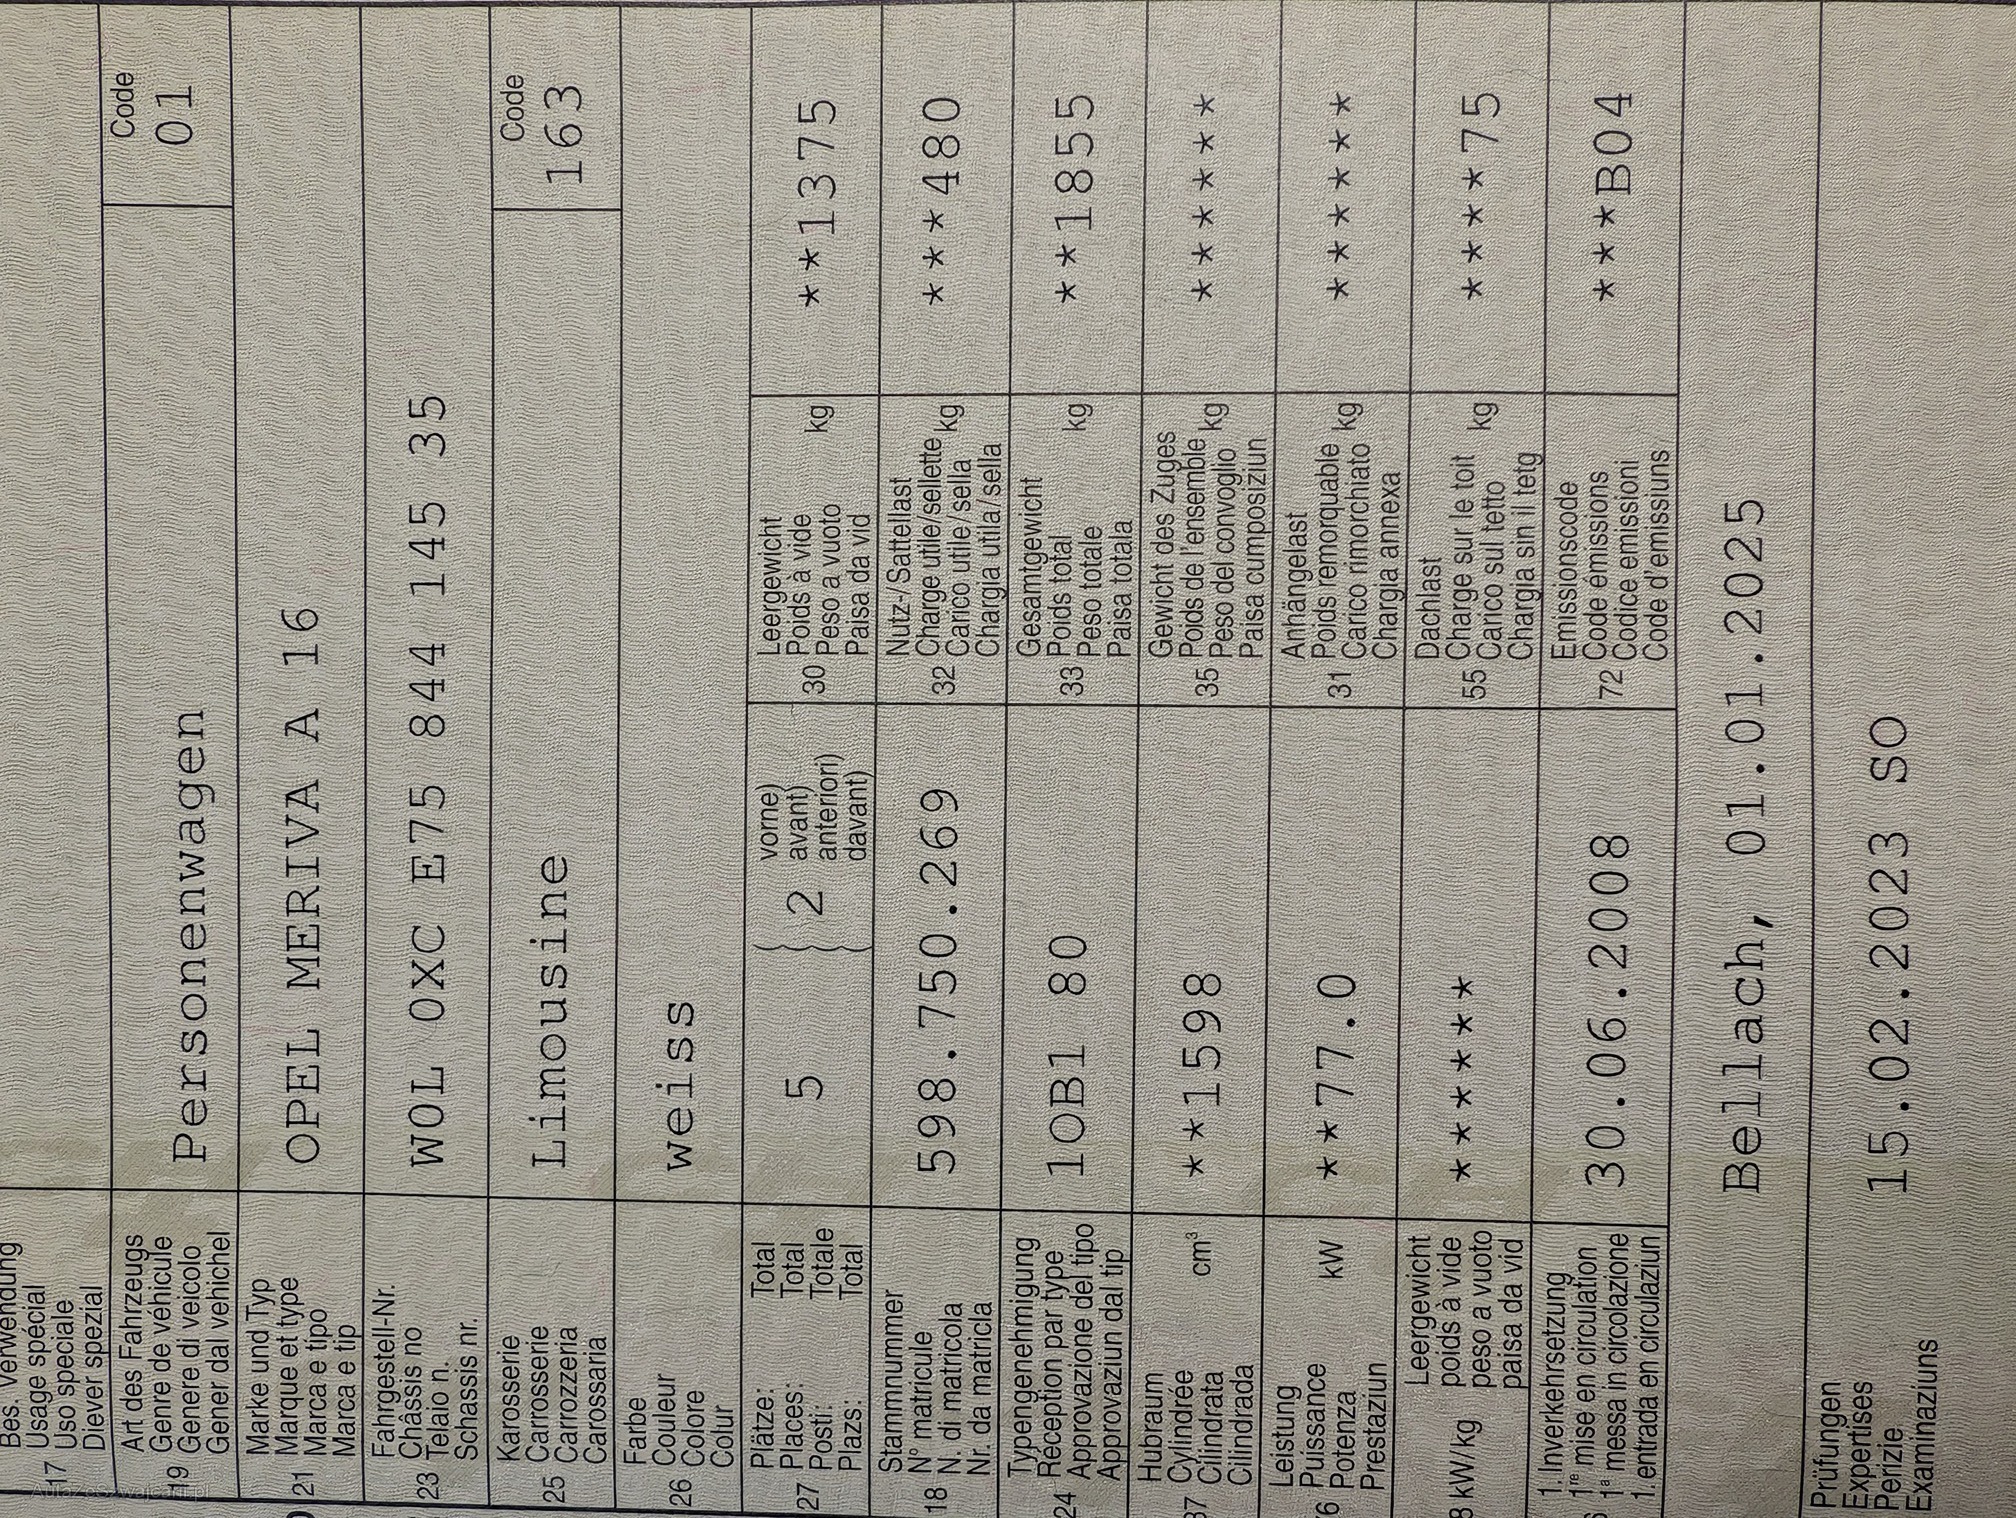 Bes. Verwendung
Usage spécial
17 Uso speciale
Diever spezial
Art des Fahrzeugs
Genre de véhicule
19 Genere di veicolo
Gener dal vehichel
Personenwagen
Code
01
Marke und Typ
Marque et type
21 Marca e tipo
Marca e tip
OPEL MERIVA A 16
Fahrgestell-Nr.
Châssis no
23 Telaio n.
Schassis nr.
WOL 0XC E75 844 145 35
Karosserie
Carrosserie
25 Carrozzeria
Carossaria
Limousine
Code
163
Farbe
Couleur
26 Colore
Colur
weiss
Plätze: Total
Places: Total
27 Posti: Totale
Plazs: Total
5
2
vorne)
avant)
anteriori)
davant)
Leergewicht
Poids à vide
30 Peso a vuoto kg
Paisa da vid
**1375
Stammnummer
18 N° matricule
N. di matricola
Nr. da matricla
598.750.269
Nutz-/Sattellast
Charge utile/sellette
32 Carico utile/sella kg
Chargia utila/sella
***480
Typengenehmigung
Réception par type
24 Approvazione del tipo
Approvaziun dal tip
1OB1 80
Gesamtgewicht
33 Poids total kg
Peso totale
Paisa totala
**1855
Hubraum
Cylindrée
37 Cilindrata cm³
Cilindrada
**1598
Gewicht des Zuges
Poids de l'ensemble
35 Peso del convoglio kg
Paisa cumposiziun
*******
Leistung
Puissance
76 Potenza kW
Prestaziun
**77.0
Anhängelast
Poids remorquable
31 Carico rimorchiato kg
Chargia annexa
*******
Leergewicht
poids à vide
8 kW/kg peso a vuoto
paisa da vid
******
Dachlast
Charge sur le toit
55 Carico sul tetto kg
Chargia sin il tetg
*****75
1. Inverkehrsetzung
1re mise en circulation
1a messa in circolazione
1. entrada en circulaziun
30.06.2008
Emissionscode
Code émissions
72 Codice emissioni
Code d'emissiuns
***B04
Bellach, 01.01.2025
Prüfungen
Expertises
Perizie
Examinaziuns
15.02.2023 SO